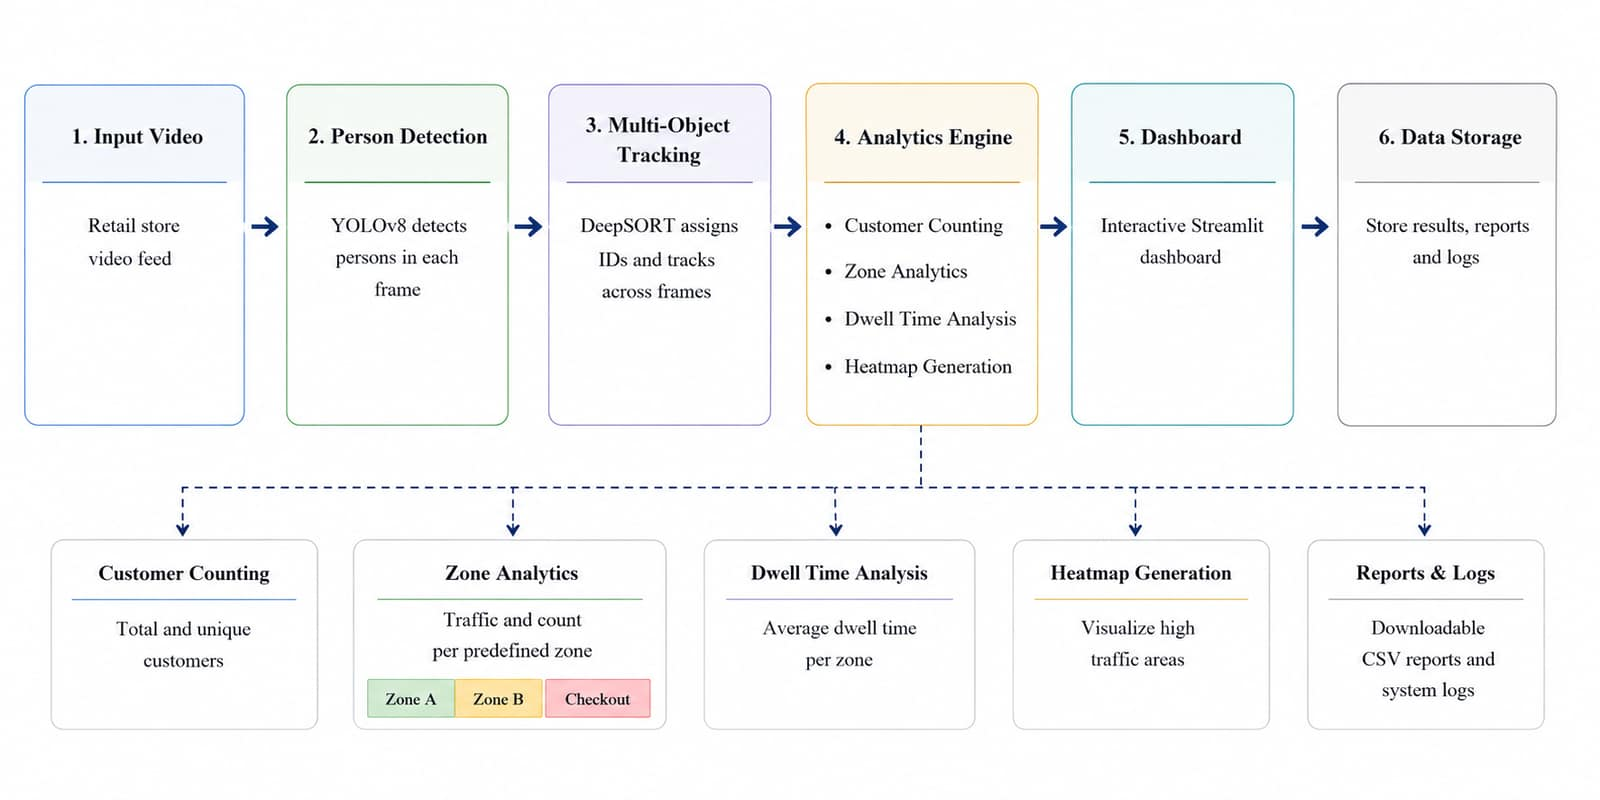 1. Input Video
Retail store
video feed
2. Person Detection
YOLOv8 detects
persons in each
frame
3. Multi-Object
Tracking
DeepSORT assigns
IDs and tracks
across frames
4. Analytics Engine
• Customer Counting
• Zone Analytics
• Dwell Time Analysis
• Heatmap Generation
5. Dashboard
Interactive Streamlit
dashboard
6. Data Storage
Store results, reports
and logs
Customer Counting
Total and unique
customers
Zone Analytics
Traffic and count
per predefined zone
Zone A
Zone B
Checkout
Dwell Time Analysis
Average dwell time
per zone
Heatmap Generation
Visualize high
traffic areas
Reports & Logs
Downloadable
CSV reports and
system logs